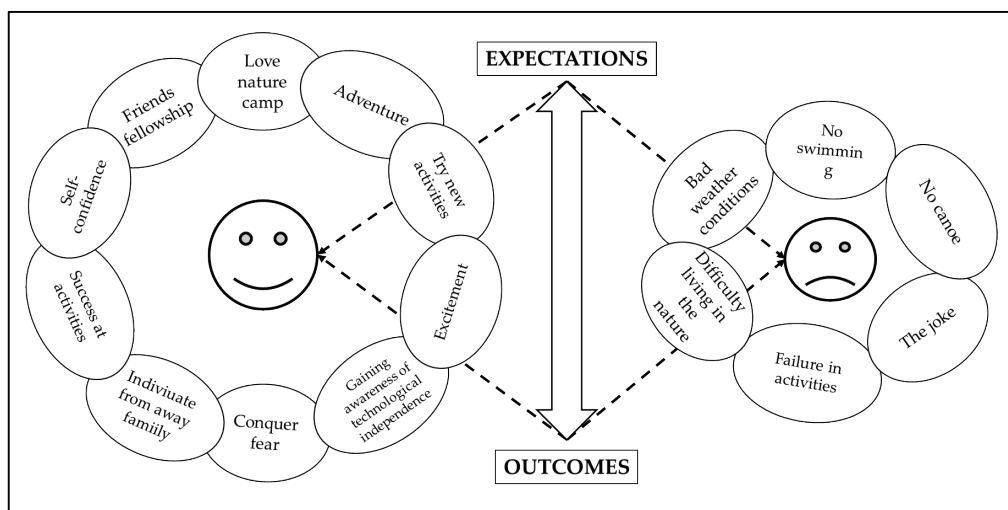 EXPECTATIONS
Love
nature
camp
Adventure
Try new
activities
Excitement
Gaining
awareness of
technological
independence
Conquer
fear
Indiviuate
from away
famiily
Success at
activities
Self-
confidence
Friends
fellowship
No
swimmin
g
No canoe
The joke
Failure in
activities
Difficulty
living in
the
nature
Bad
weather
conditions
OUTCOMES